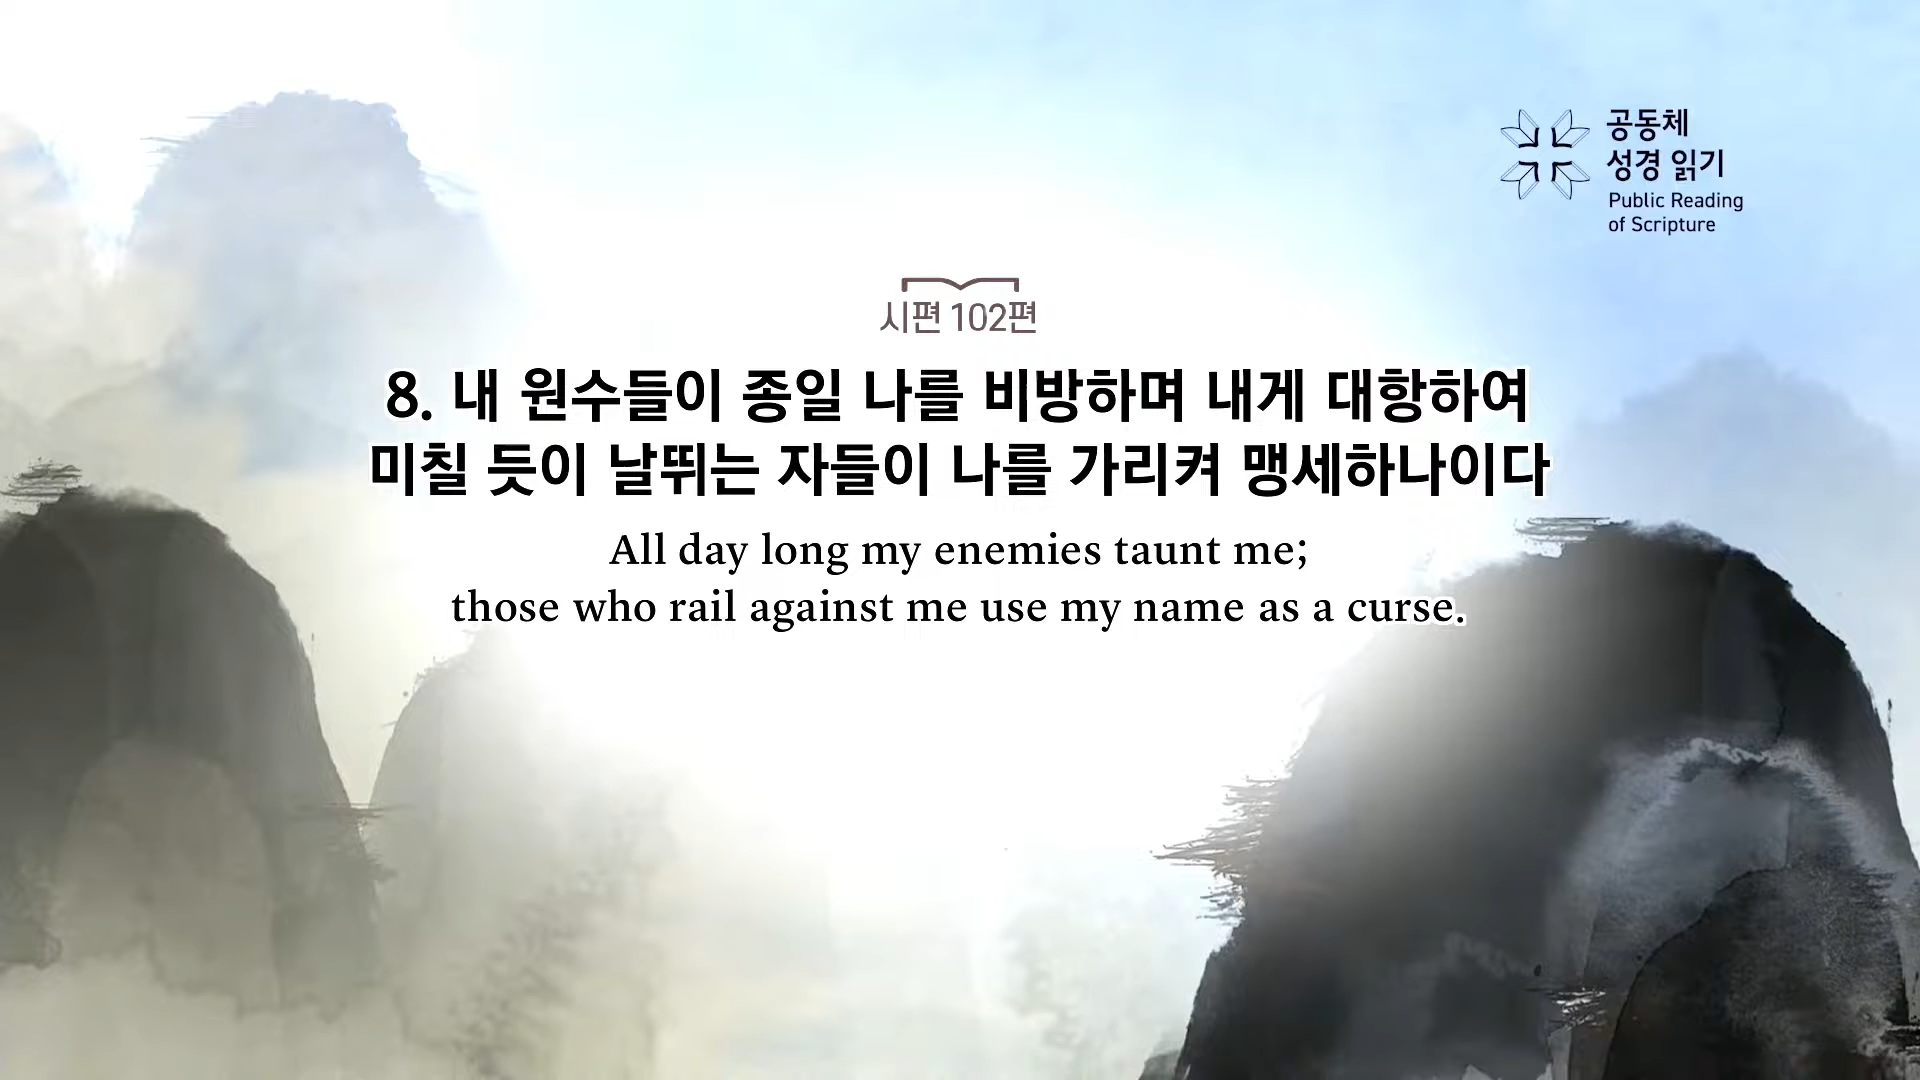 공동체
성경 읽기
Public Reading
of Scripture
시편 102편
8. 내 원수들이 종일 나를 비방하며 내게 대항하여
미칠 듯이 날뛰는 자들이 나를 가리켜 맹세하나이다
All day long my enemies taunt me;
those who rail against me use my name as a curse.